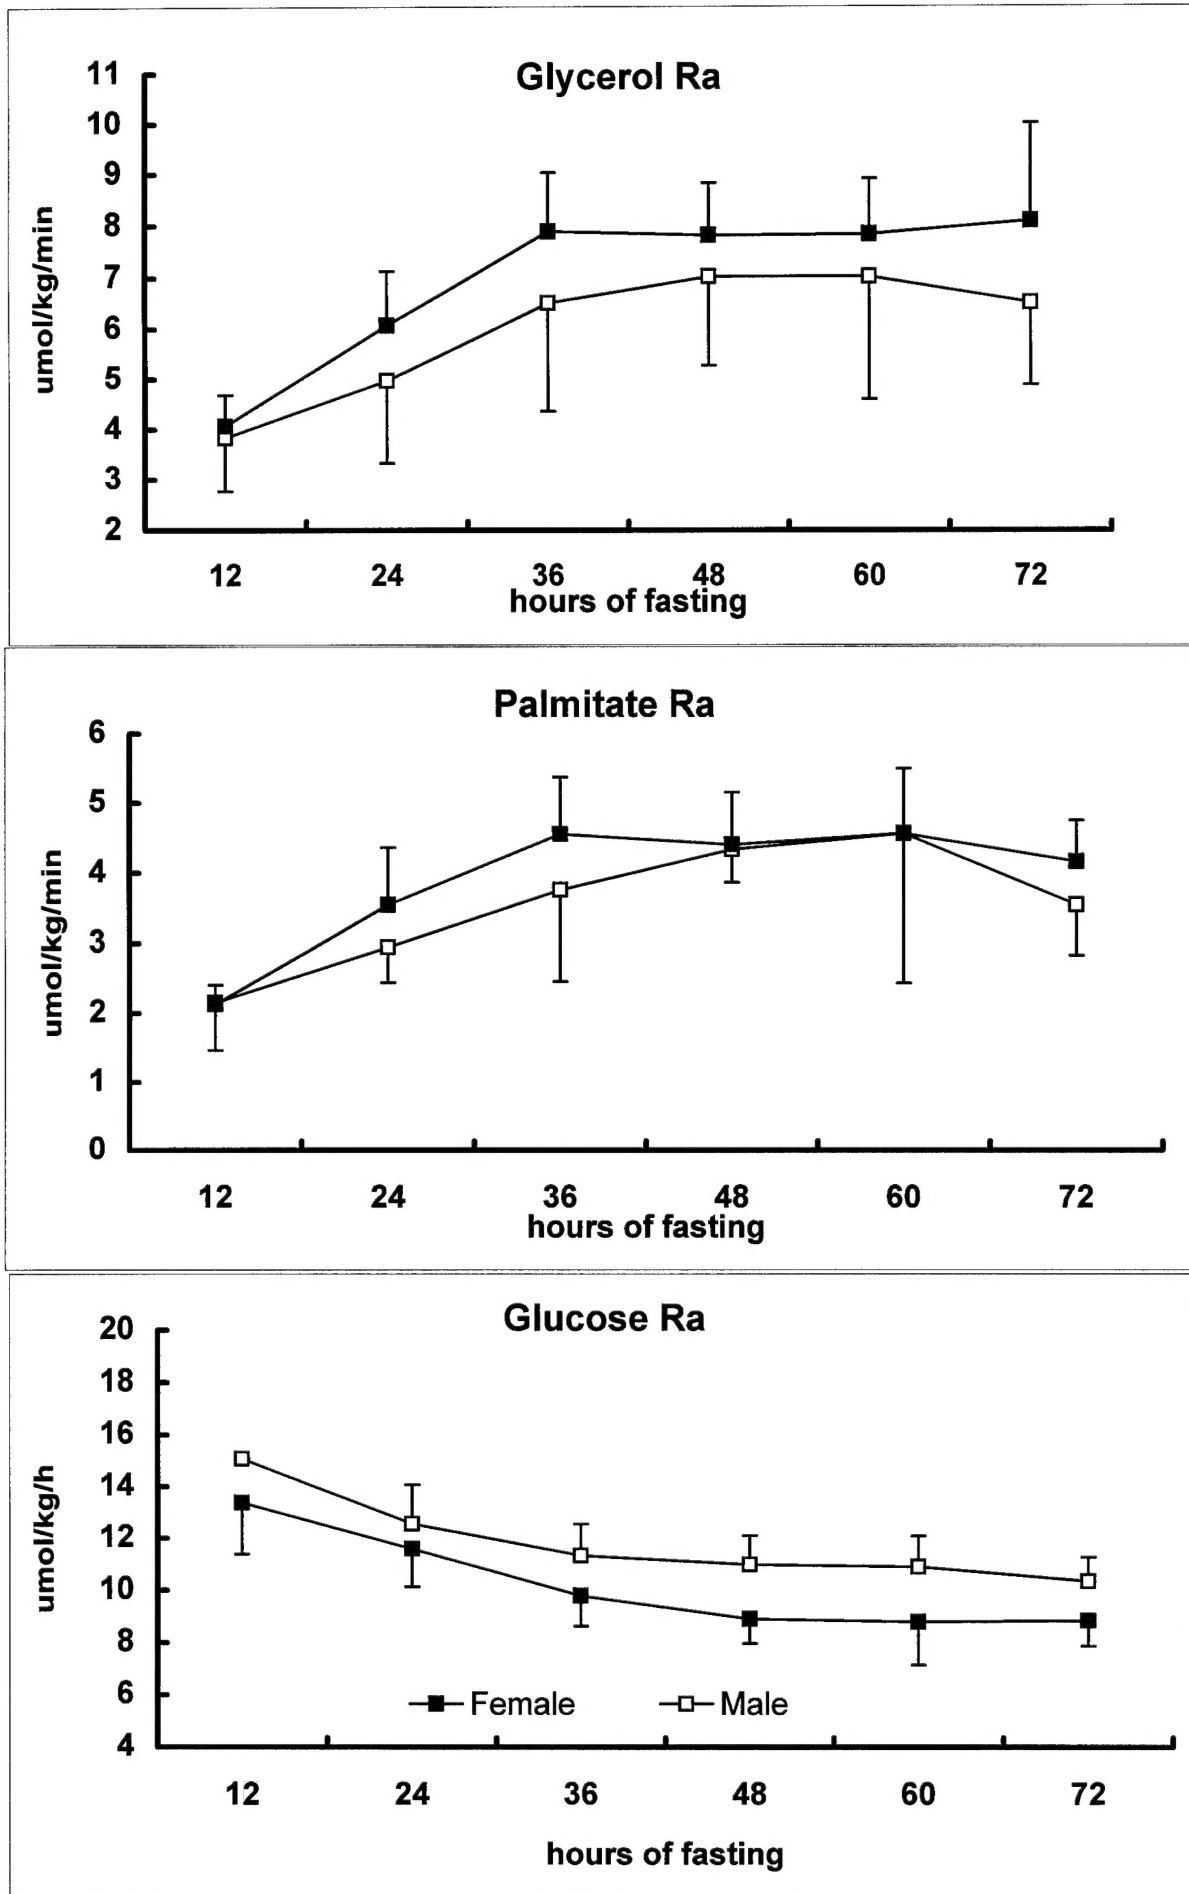 Glycerol Ra
11
10
9
8
7
6
5
4
3
2
umol/kg/min
12 24 36 48 60 72
hours of fasting
Palmitate Ra
6
5
4
3
2
1
0
umol/kg/min
12 24 36 48 60 72
hours of fasting
Glucose Ra
20
18
16
14
12
10
8
6
4
umol/kg/h
Female Male
12 24 36 48 60 72
hours of fasting